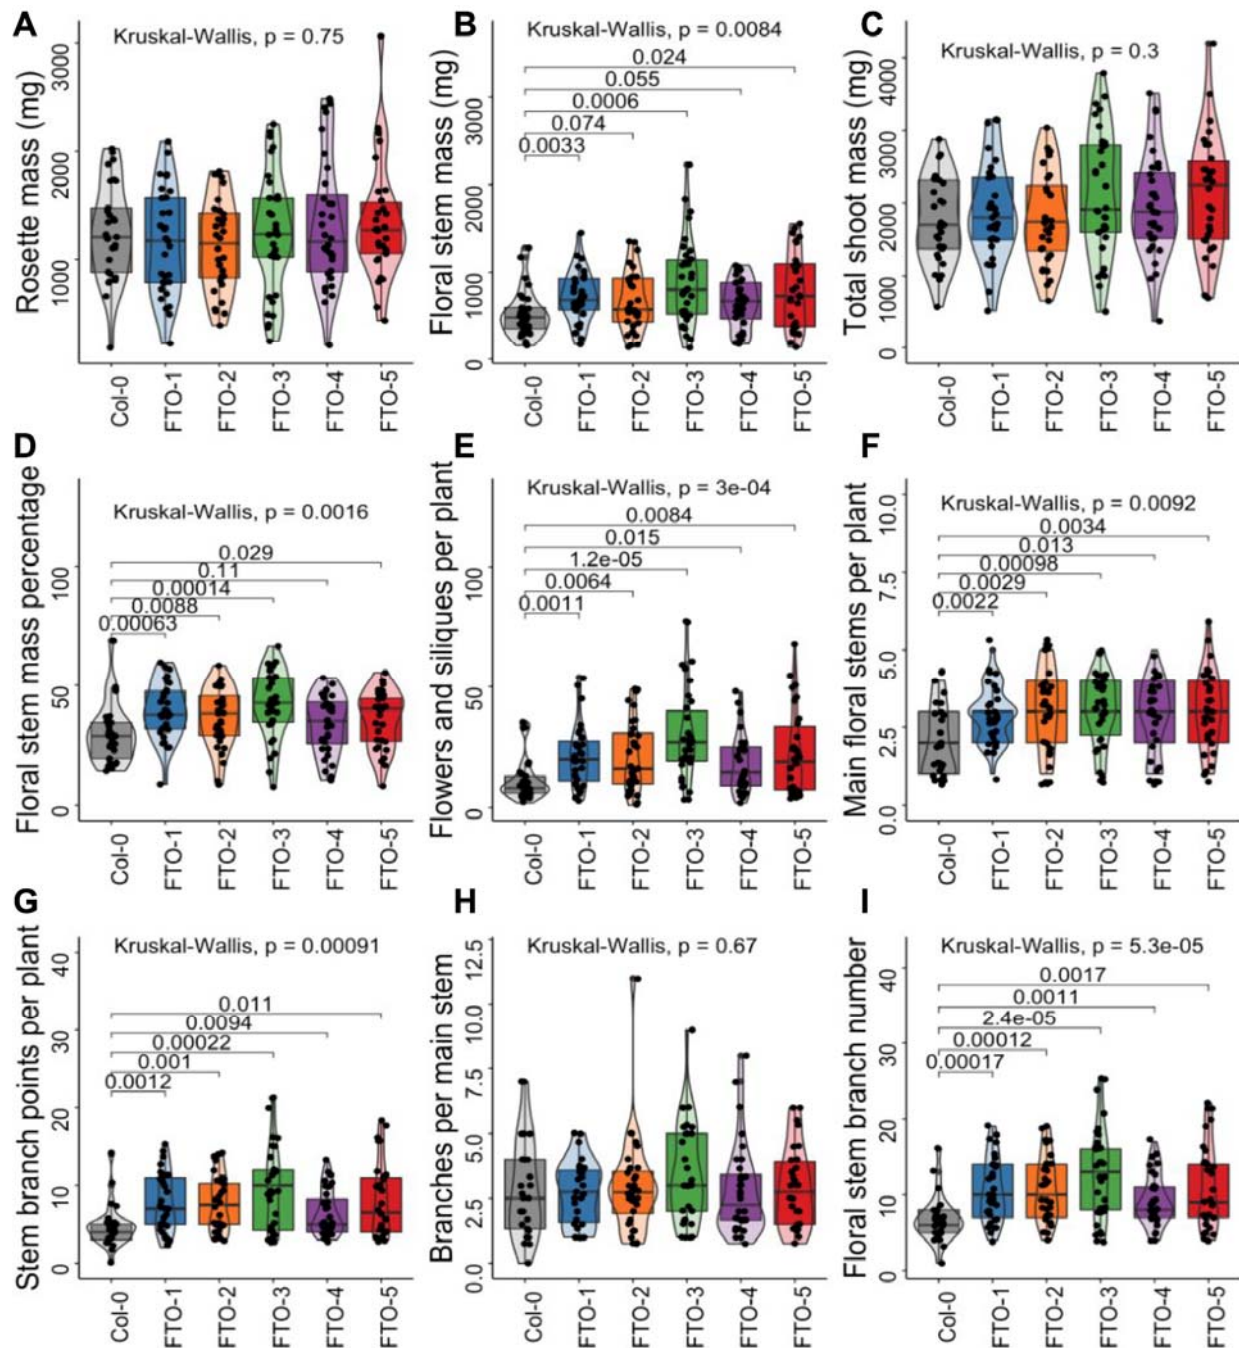 A
Kruskal-Wallis, p = 0.75
Rosette mass (mg)
3000
2000
1000
Col-0
FTO-1
FTO-2
FTO-3
FTO-4
FTO-5
B
Kruskal-Wallis, p = 0.0084
0.024
0.055
0.0006
0.074
0.0033
Floral stem mass (mg)
3000
2000
1000
0
Col-0
FTO-1
FTO-2
FTO-3
FTO-4
FTO-5
C
Kruskal-Wallis, p = 0.3
Total shoot mass (mg)
4000
3000
2000
1000
0
Col-0
FTO-1
FTO-2
FTO-3
FTO-4
FTO-5
D
Kruskal-Wallis, p = 0.0016
0.029
0.11
0.00014
0.0088
0.00063
Floral stem mass percentage
100
50
0
Col-0
FTO-1
FTO-2
FTO-3
FTO-4
FTO-5
E
Kruskal-Wallis, p = 3e-04
0.0084
0.015
1.2e-05
0.0064
0.0011
Flowers and siliques per plant
100
50
0
Col-0
FTO-1
FTO-2
FTO-3
FTO-4
FTO-5
F
Kruskal-Wallis, p = 0.0092
0.0034
0.013
0.00098
0.0029
0.0022
Main floral stems per plant
10.0
7.5
5.0
2.5
0.0
Col-0
FTO-1
FTO-2
FTO-3
FTO-4
FTO-5
G
Kruskal-Wallis, p = 0.00091
0.011
0.0094
0.00022
0.001
0.0012
Stem branch points per plant
40
30
20
10
0
Col-0
FTO-1
FTO-2
FTO-3
FTO-4
FTO-5
H
Kruskal-Wallis, p = 0.67
Branches per main stem
12.5
10.0
7.5
5.0
2.5
0.0
Col-0
FTO-1
FTO-2
FTO-3
FTO-4
FTO-5
I
Kruskal-Wallis, p = 5.3e-05
0.0017
0.0011
2.4e-05
0.00012
0.00017
Floral stem branch number
40
30
20
10
0
Col-0
FTO-1
FTO-2
FTO-3
FTO-4
FTO-5